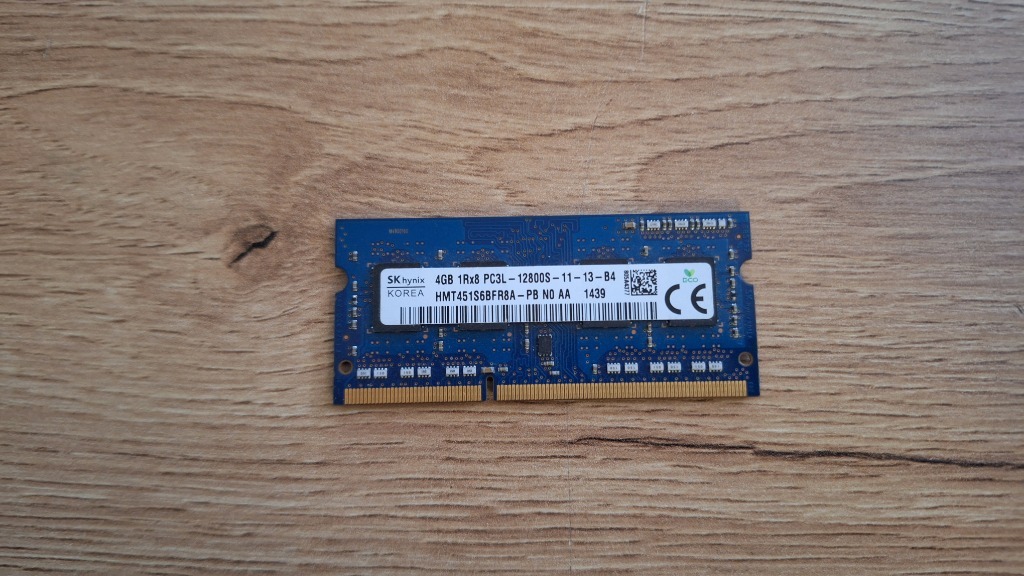 SK hynix
KOREA
4GB 1Rx8 PC3L-12800S-11-13-B4
HMT451S6BFR8A-PB N0 AA 1439
CE